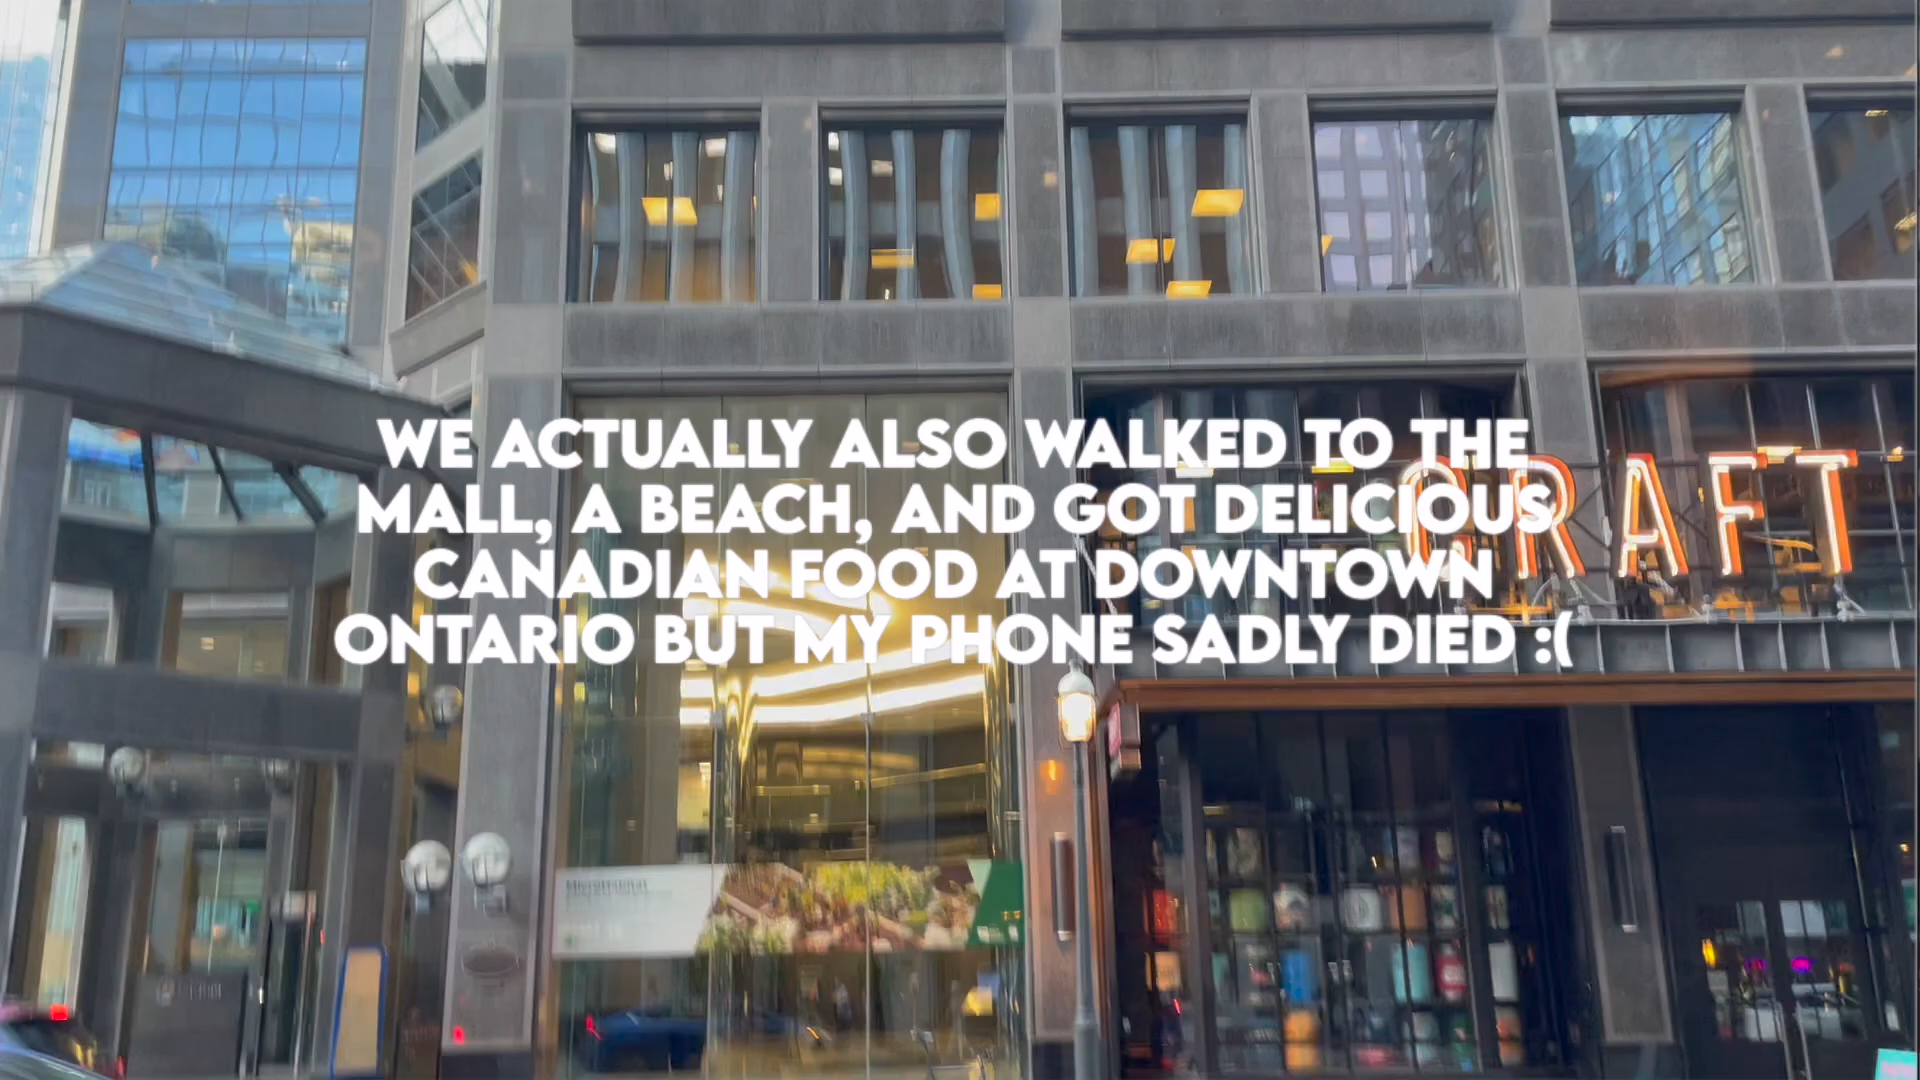 WE ACTUALLY ALSO WALKED TO THE
MALL, A BEACH, AND GOT DELICIOUS
CANADIAN FOOD AT DOWNTOWN
ONTARIO BUT MY PHONE SADLY DIED :(
CRAFT